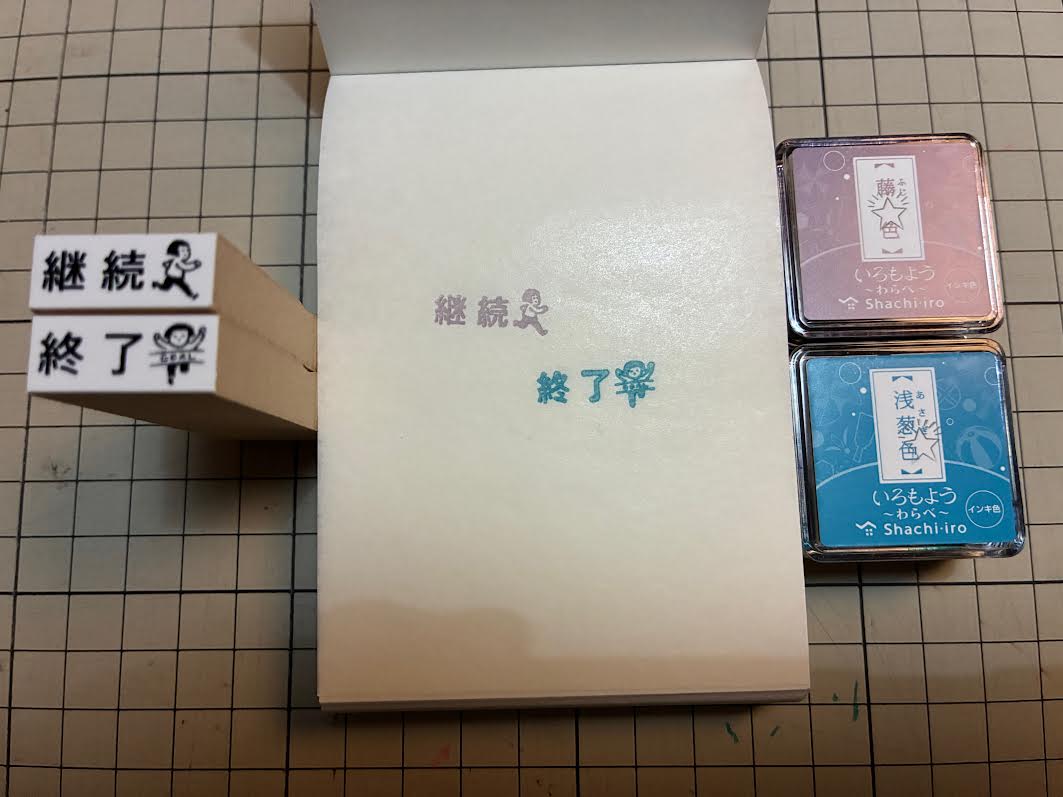 継続
終了
GOAL
継続
終了
藤色
ふじ
いろもよう
~わらべ~
インキ色
Shachi·iro
浅葱色
あさぎ
いろもよう
~わらべ~
インキ色
Shachi·iro